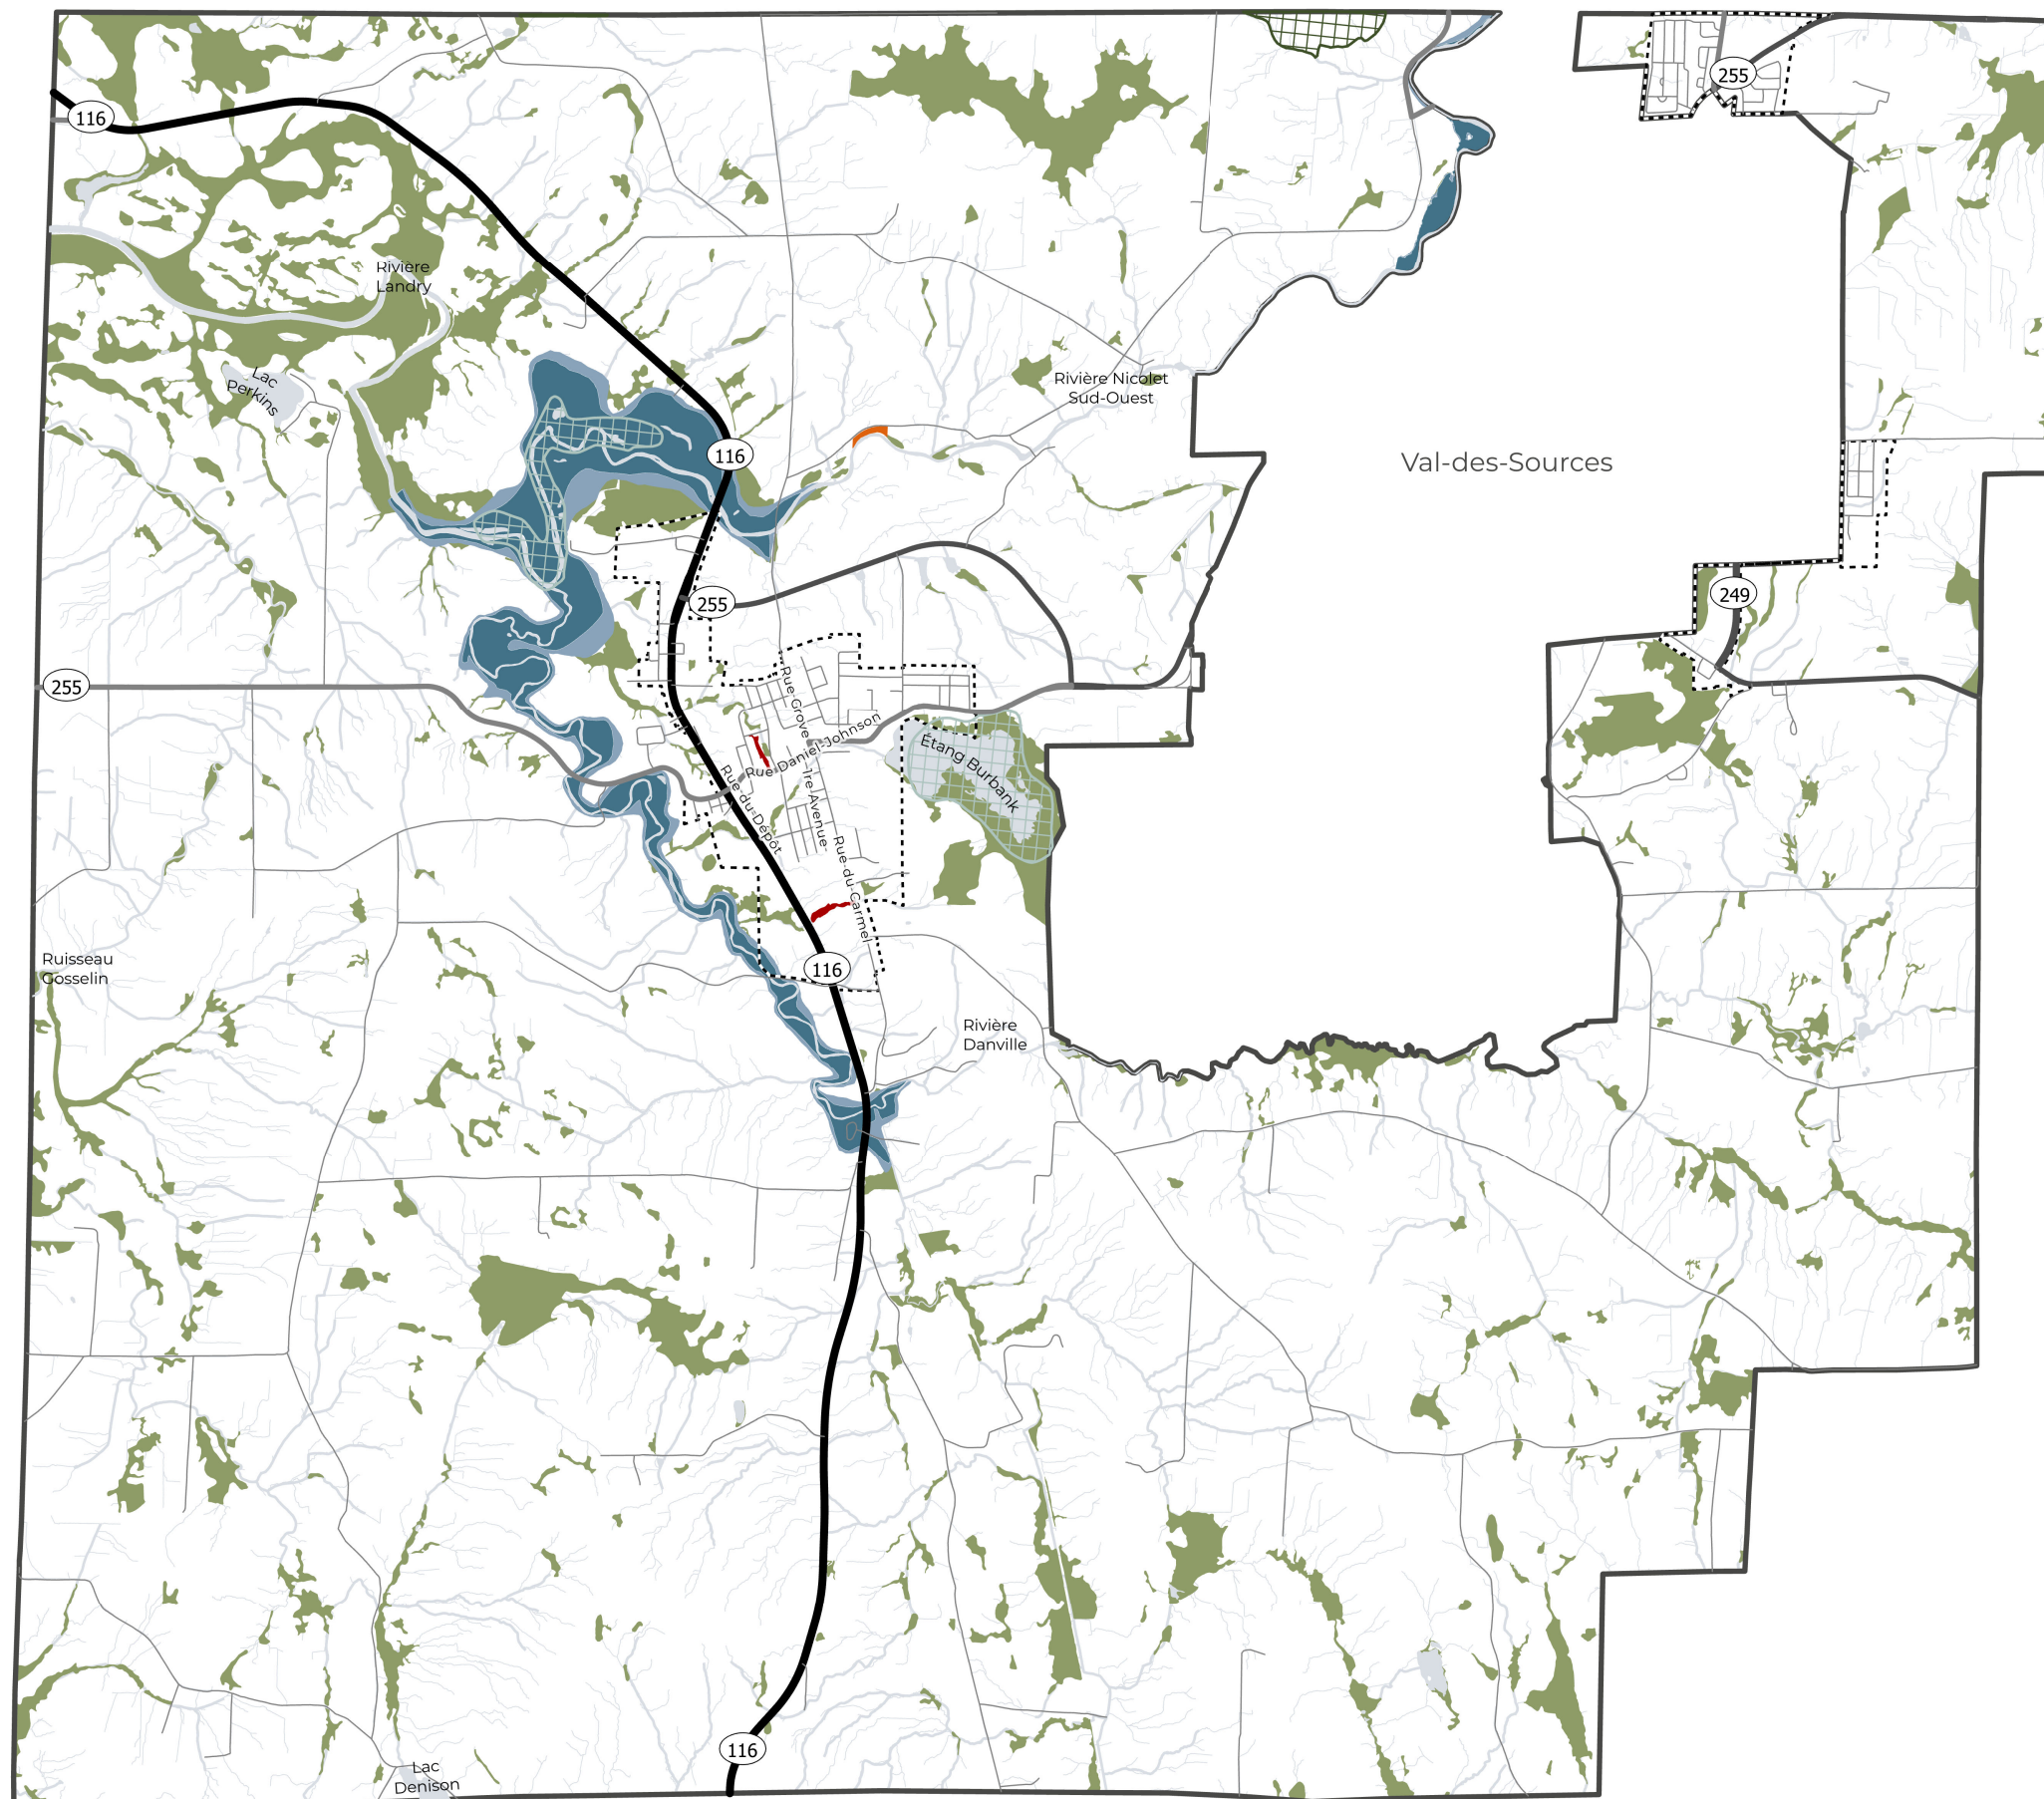 255
116
Rivière
Landry
Lac
Perkins
Rivière Nicolet
Sud-Ouest
116
Val-des-Sources
249
255
255
Rue Grove
Rue Daniel-Johnson
Étang Burbank
Rue du Dépôt
1re Avenue
Rue du Carmel
Ruisseau
Gosselin
116
Rivière
Danville
116
Lac
Denison